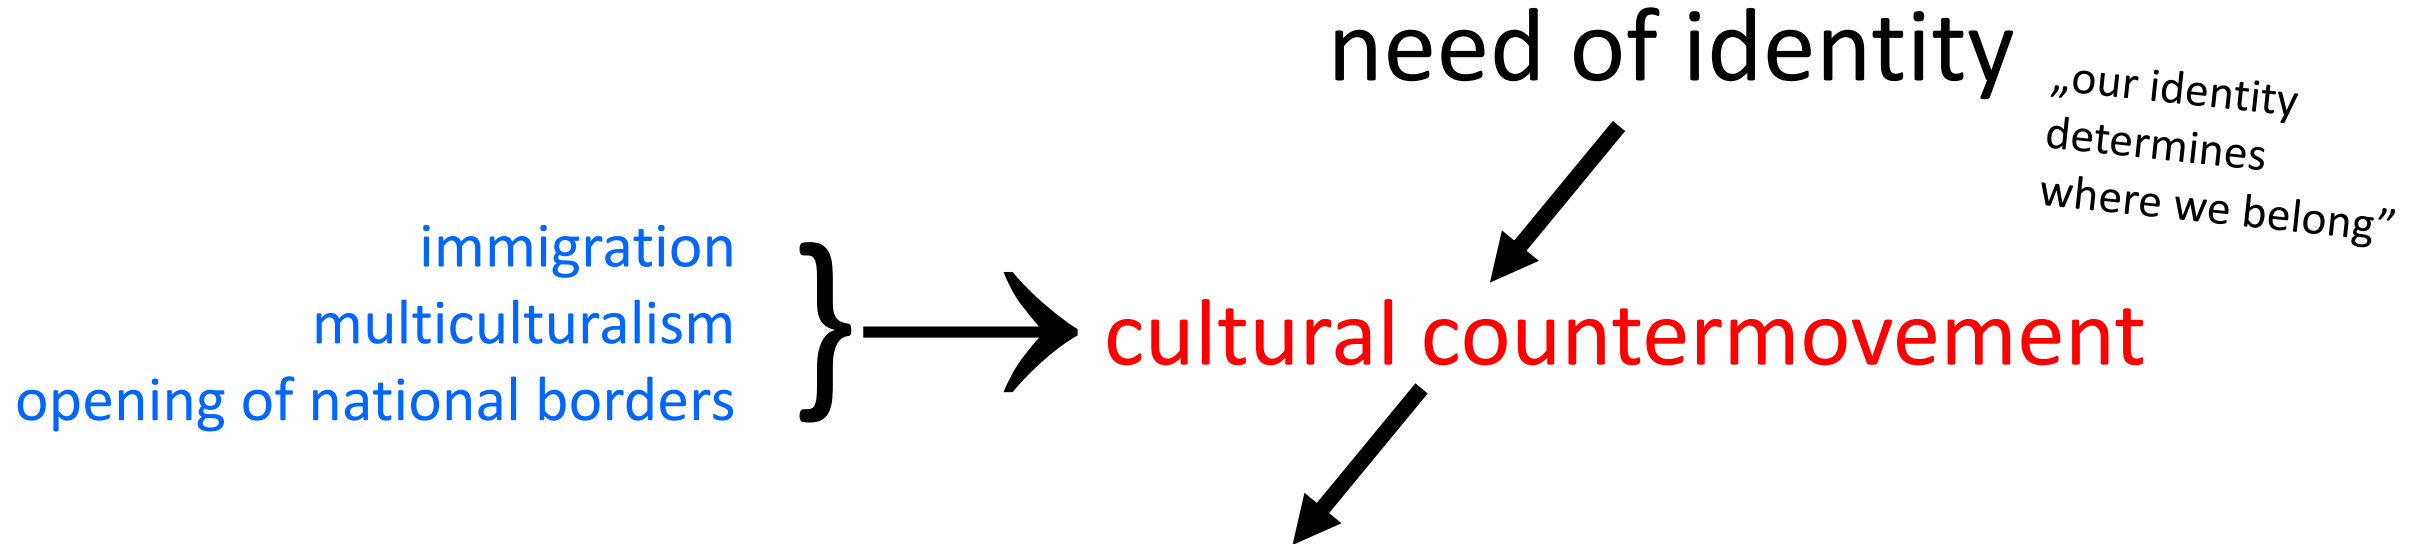 need of identity
„our identity
determines
where we belong”
immigration
multiculturalism
opening of national borders
cultural countermovement